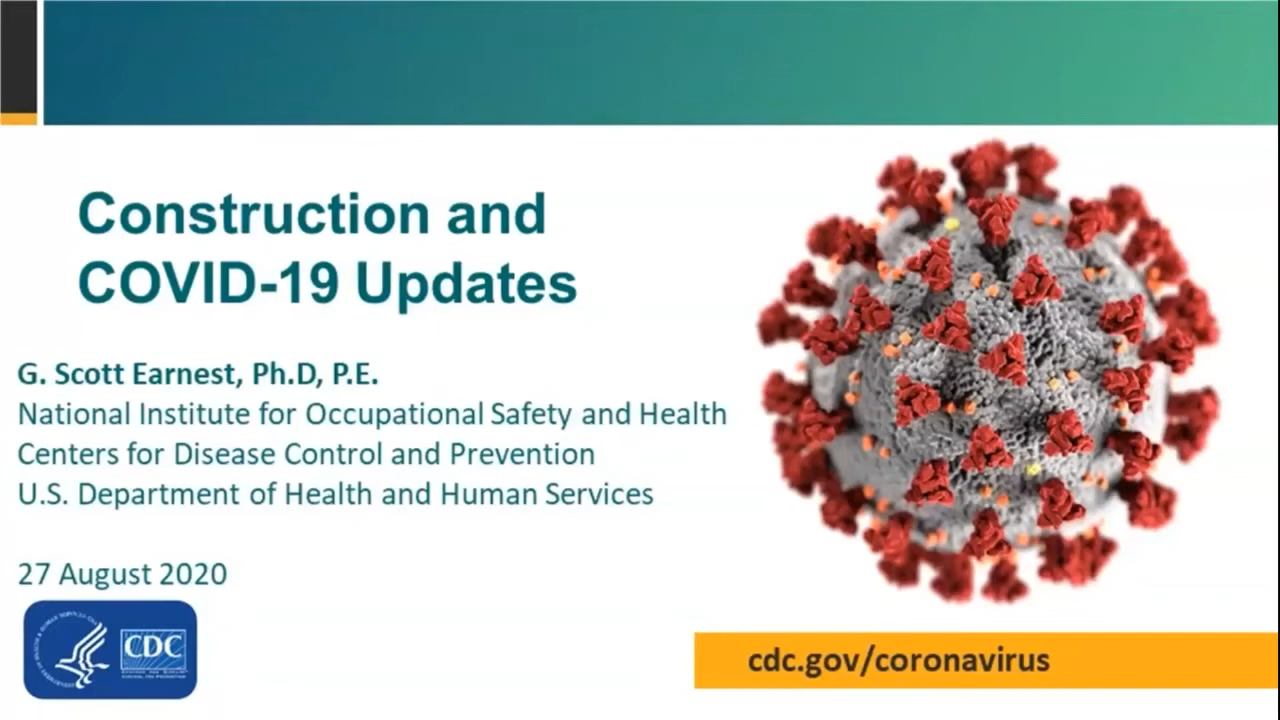 Construction and
COVID-19 Updates
G. Scott Earnest, Ph.D, P.E.
National Institute for Occupational Safety and Health
Centers for Disease Control and Prevention
U.S. Department of Health and Human Services
27 August 2020
CDC
cdc.gov/coronavirus